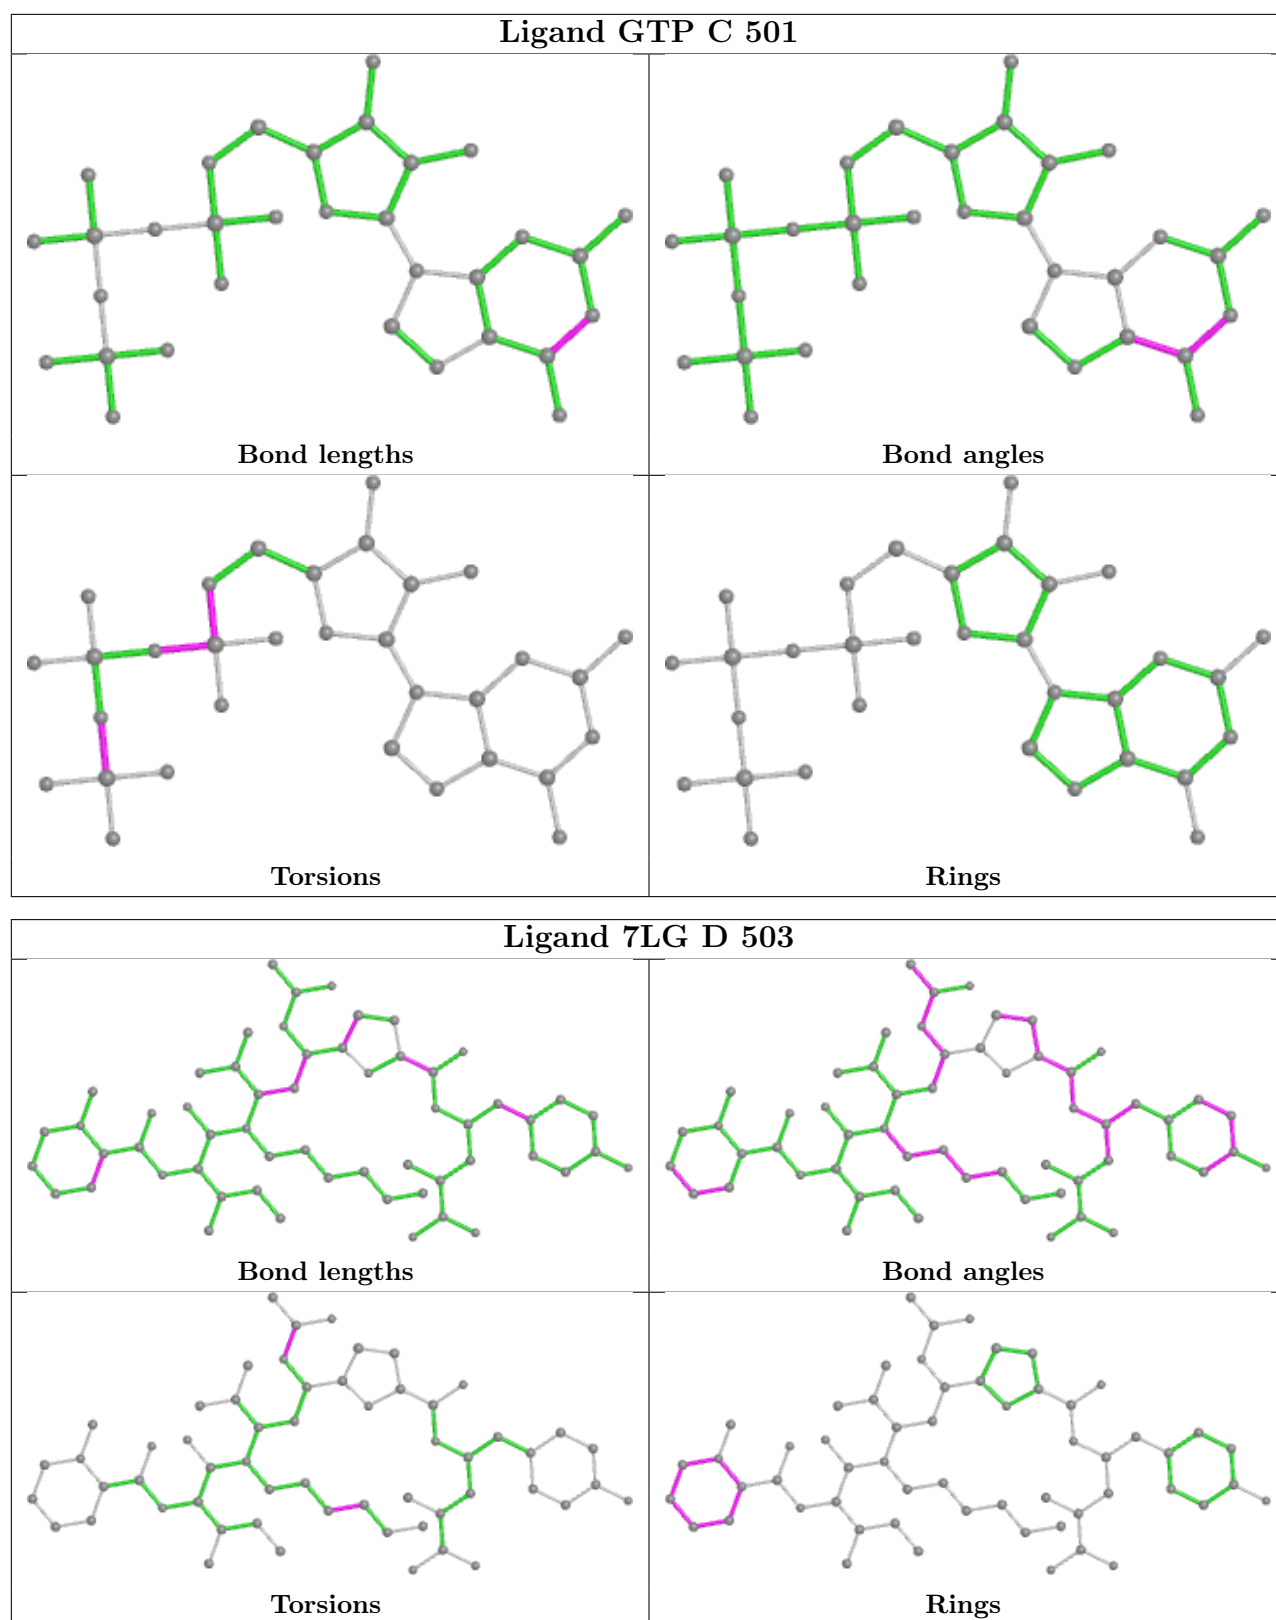 Ligand GTP C 501
Bond lengths
Bond angles
Torsions
Rings
Ligand 7LG D 503
Bond lengths
Bond angles
Torsions
Rings